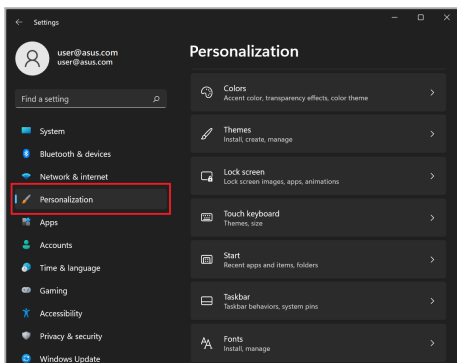 Settings
user@asus.com
user@asus.com
Find a setting
System
Bluetooth & devices
Network & internet
Personalization
Apps
Accounts
Time & language
Gaming
Accessibility
Privacy & security
Windows Update
Personalization
Colors
Accent color, transparency effects, color theme
Themes
Install, create, manage
Lock screen
Lock screen images, apps, animations
Touch keyboard
Themes, size
Start
Recent apps and items, folders
Taskbar
Taskbar behaviors, system pins
Fonts
Install, manage